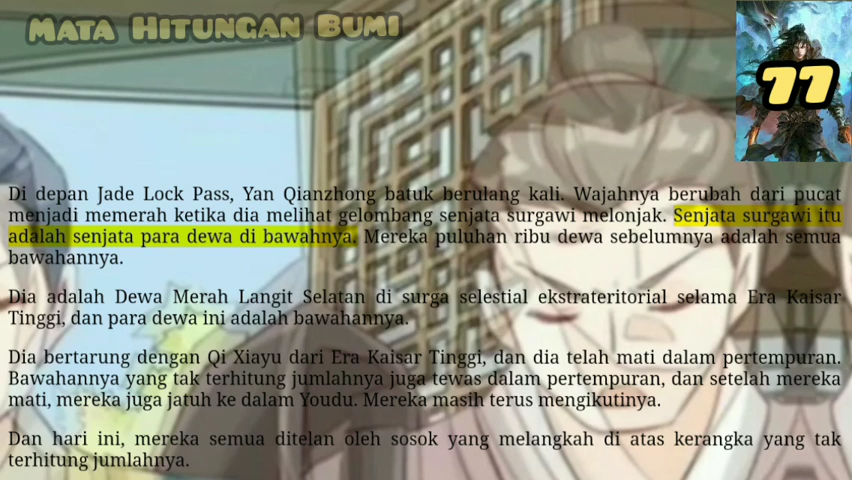 Mata Hitungan Bumi
77
Di depan Jade Lock Pass, Yan Qianzhong batuk berulang kali. Wajahnya berubah dari pucat
menjadi memerah ketika dia melihat gelombang senjata surgawi melonjak. Senjata surgawi itu
adalah senjata para dewa di bawahnya. Mereka puluhan ribu dewa sebelumnya adalah semua
bawahannya.
Dia adalah Dewa Merah Langit Selatan di surga selestial ekstrateritorial selama Era Kaisar
Tinggi, dan para dewa ini adalah bawahannya.
Dia bertarung dengan Qi Xiayu dari Era Kaisar Tinggi, dan dia telah mati dalam pertempuran.
Bawahannya yang tak terhitung jumlahnya juga tewas dalam pertempuran, dan setelah mereka
mati, mereka juga jatuh ke dalam Youdu. Mereka masih terus mengikutinya.
Dan hari ini, mereka semua ditelan oleh sosok yang melangkah di atas kerangka yang tak
terhitung jumlahnya.